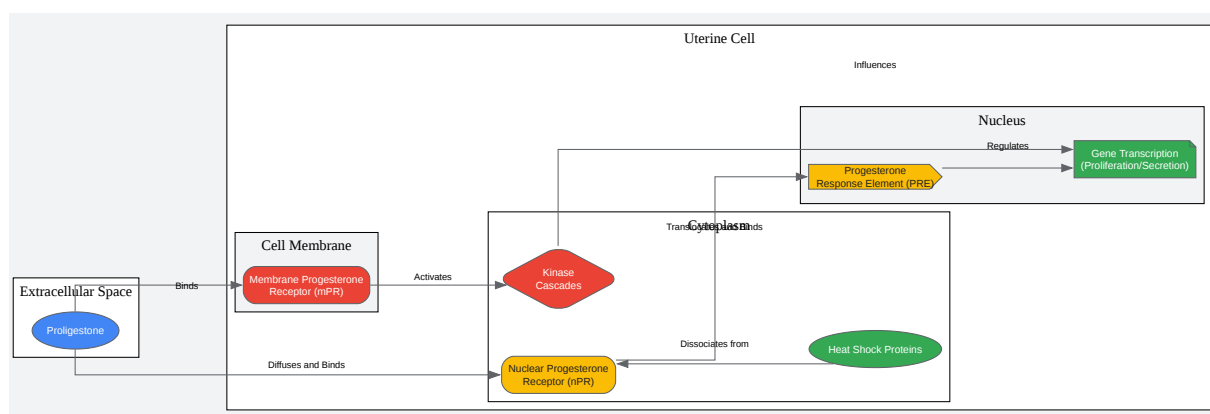 Uterine Cell
Influences
Nucleus
Regulates
Gene Transcription
(Proliferation/Secretion)
Progesterone
Response Element (PRE)
Cytoplasm
Cell Membrane
Membrane Progesterone
Receptor (mPR)
Activates
Kinase
Cascades
Extracellular Space
Binds
Proligestone
Dissociates from
Heat Shock Proteins
Diffuses and Binds
Nuclear Progesterone
Receptor (nPR)